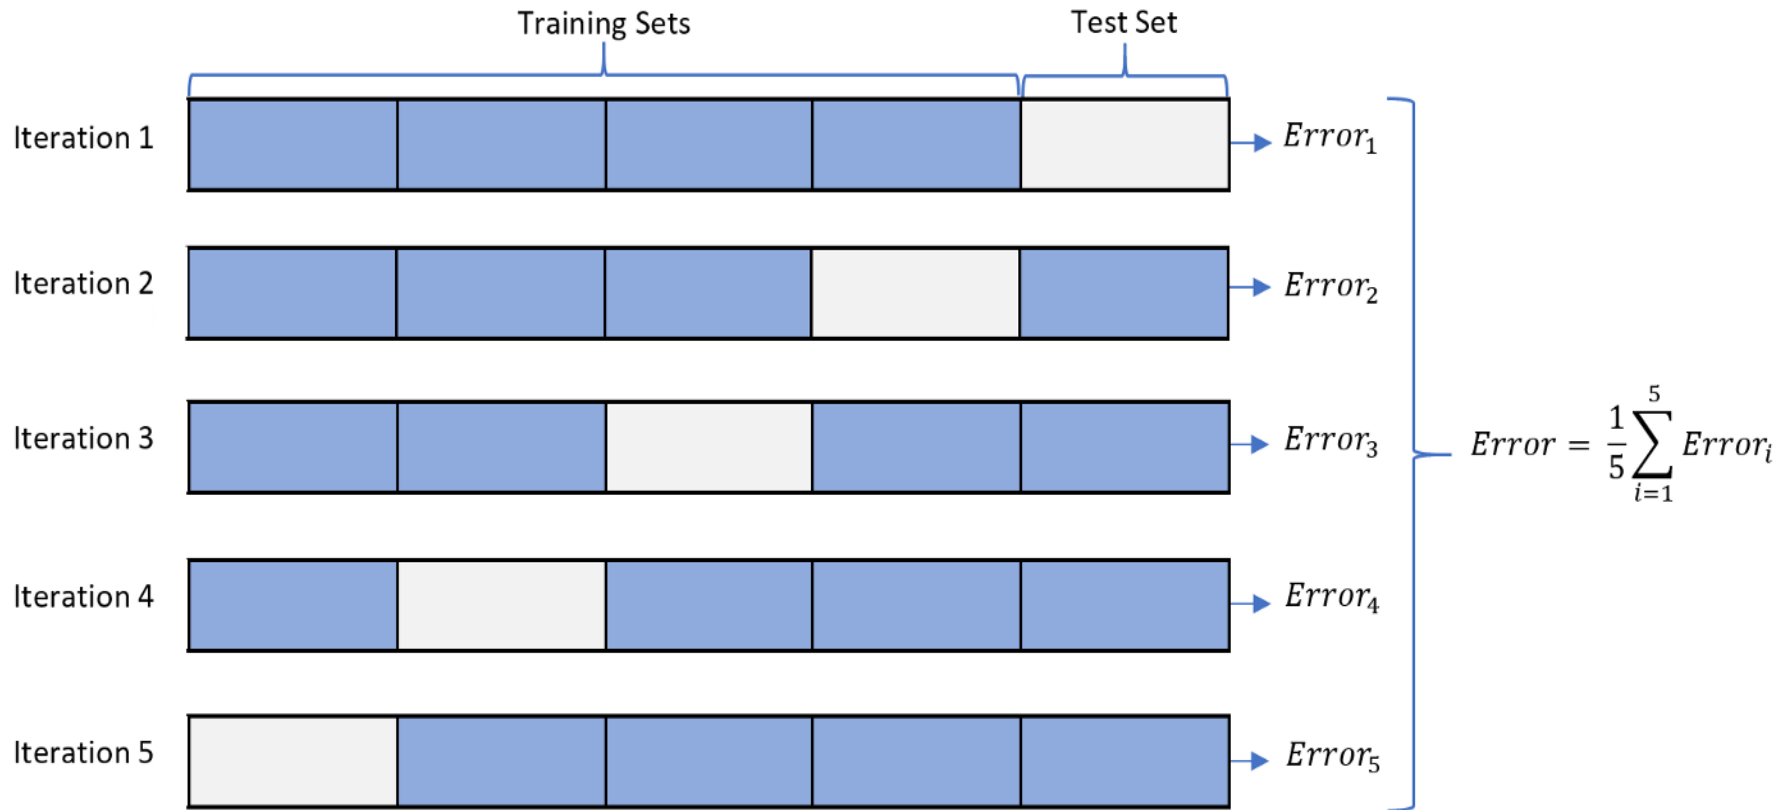 Training Sets
Test Set
Iteration 1
Error₁
Iteration 2
Error₂
Iteration 3
Error₃
Error = 1/5 ∑_{i=1}^{5} Errorᵢ
Iteration 4
Error₄
Iteration 5
Error₅